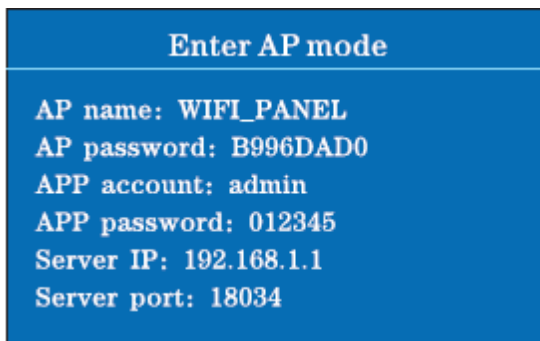 Enter AP mode
AP name: WIFI_PANEL
AP password: B996DAD0
APP account: admin
APP password: 012345
Server IP: 192.168.1.1
Server port: 18034